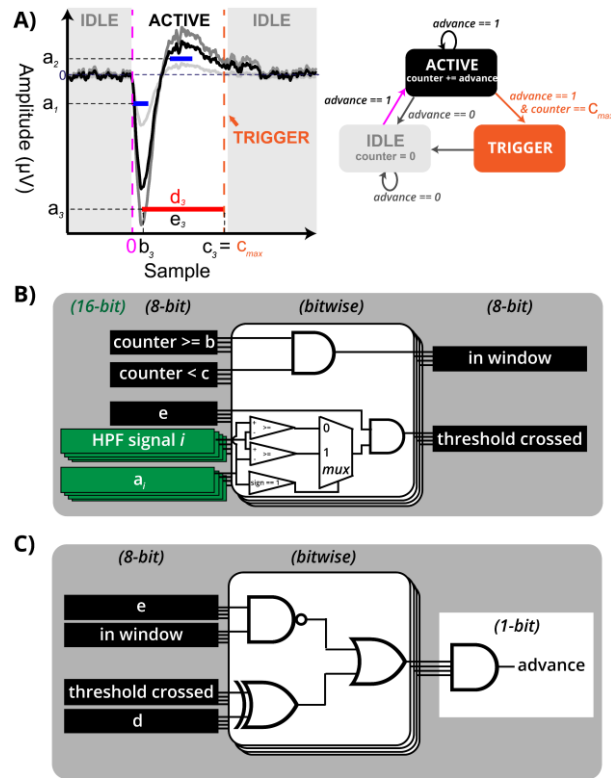 A)
IDLE ACTIVE IDLE
a₂
0
a₁
a₃
Amplitude (µV)
TRIGGER
d₃
e₃
0 b₃ c₃ = C_max
Sample
advance == 1
ACTIVE
counter += advance
advance == 1
advance == 0
advance == 1
& counter == C_max
IDLE
counter = 0
TRIGGER
advance == 0
B)
(16-bit) (8-bit) (bitwise) (8-bit)
counter >= b
in window
counter < c
e
threshold crossed
HPF signal i
a_i
+
-
>=
+
-
>=
sign == 1
0
1
mux
C)
(8-bit) (bitwise)
e
in window
(1-bit)
advance
threshold crossed
d